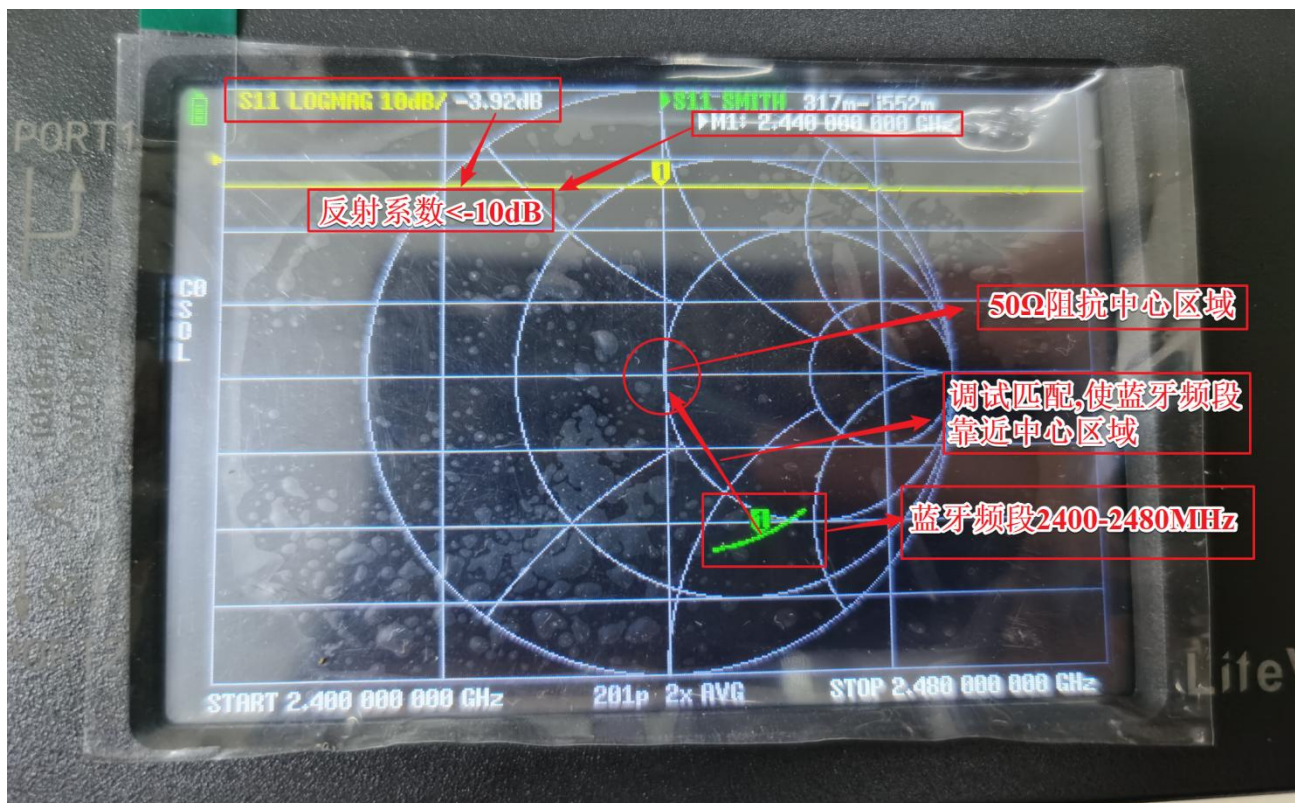 PORT1
S11 LOGMAG 10dB/ -3.92dB
S11 SMITH 317m-j552m
M1: 2.440 000 000 GHz
1
反射系数<-10dB
C0
S
O
L
50Ω阻抗中心区域
调试匹配,使蓝牙频段
靠近中心区域
1
蓝牙频段2400-2480MHz
START 2.400 000 000 GHz
201p 2x AVG
STOP 2.480 000 000 GHz
LiteV